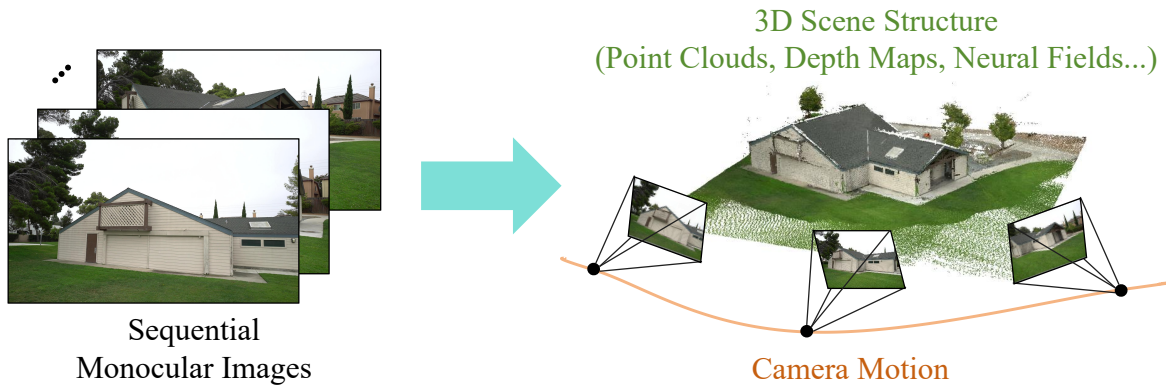 Sequential
Monocular Images
3D Scene Structure
(Point Clouds, Depth Maps, Neural Fields...)
Camera Motion